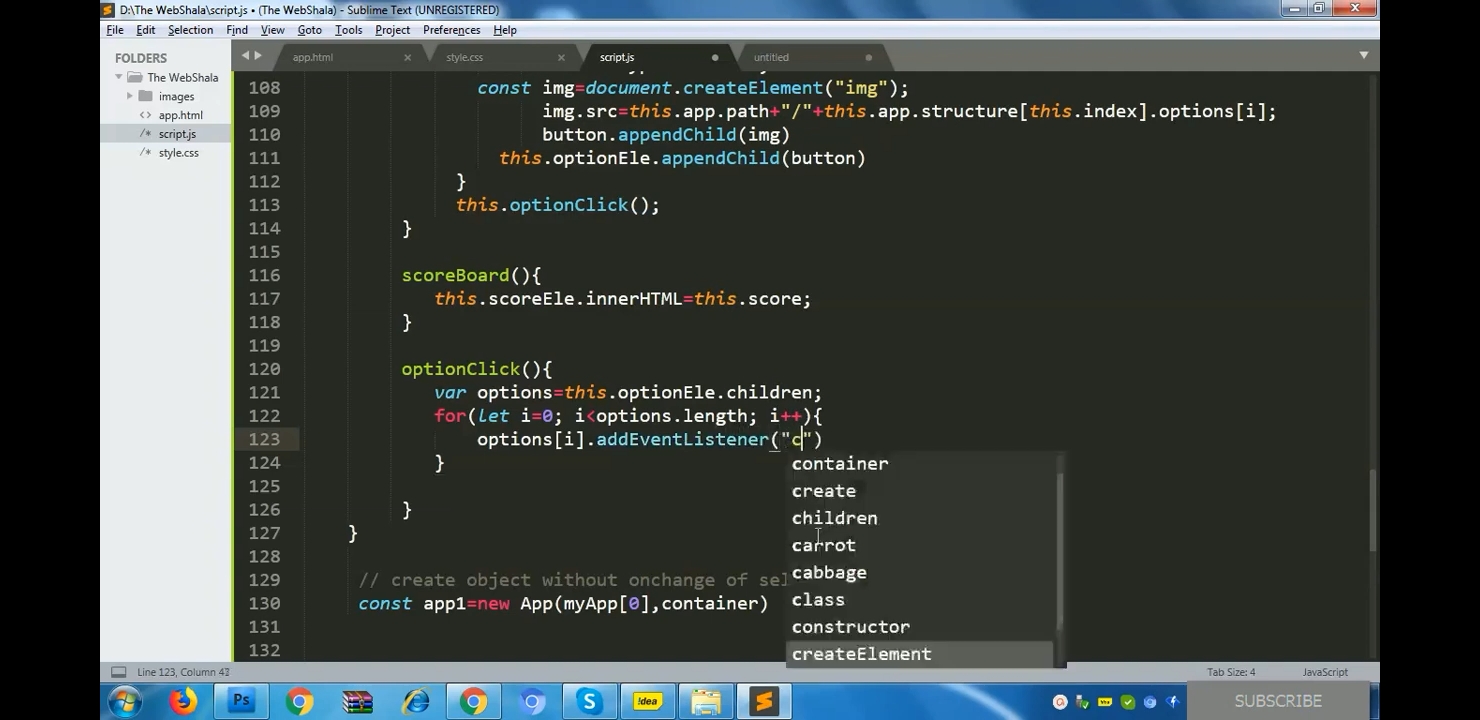 D:\The WebShala\script.js • (The WebShala) - Sublime Text (UNREGISTERED)
File Edit Selection Find View Goto Tools Project Preferences Help
FOLDERS
The WebShala
images
app.html
script.js
style.css
app.html
style.css
script.js
untitled
108 const img=document.createElement("img");
109 img.src=this.app.path+"/"+this.app.structure[this.index].options[i];
110 button.appendChild(img)
111 this.optionEle.appendChild(button)
112 }
113 this.optionClick();
114 }
115
116 scoreBoard(){
117 this.scoreEle.innerHTML=this.score;
118 }
119
120 optionClick(){
121 var options=this.optionEle.children;
122 for(let i=0; i<options.length; i++){
123 options[i].addEventListener("c")
124 }
125
126 }
127 }
128
129 // create object without onchange of sel
130 const app1=new App(myApp[0],container)
131
132
container
create
children
carrot
cabbage
class
constructor
createElement
Line 123, Column 43
Tab Size: 4
JavaScript
Ps
!dea
SUBSCRIBE